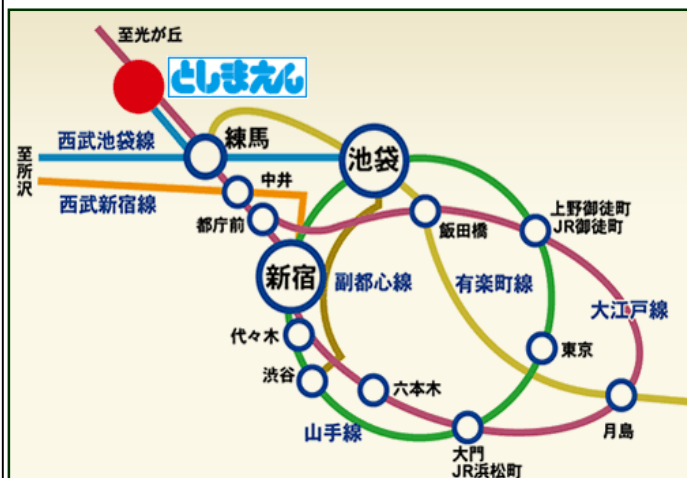 至光が丘
としまえん
練馬
西武池袋線
池袋
至所沢
中井
西武新宿線
都庁前
飯田橋
上野御徒町
JR御徒町
新宿
副都心線
有楽町線
大江戸線
代々木
東京
渋谷
六本木
山手線
月島
大門
JR浜松町